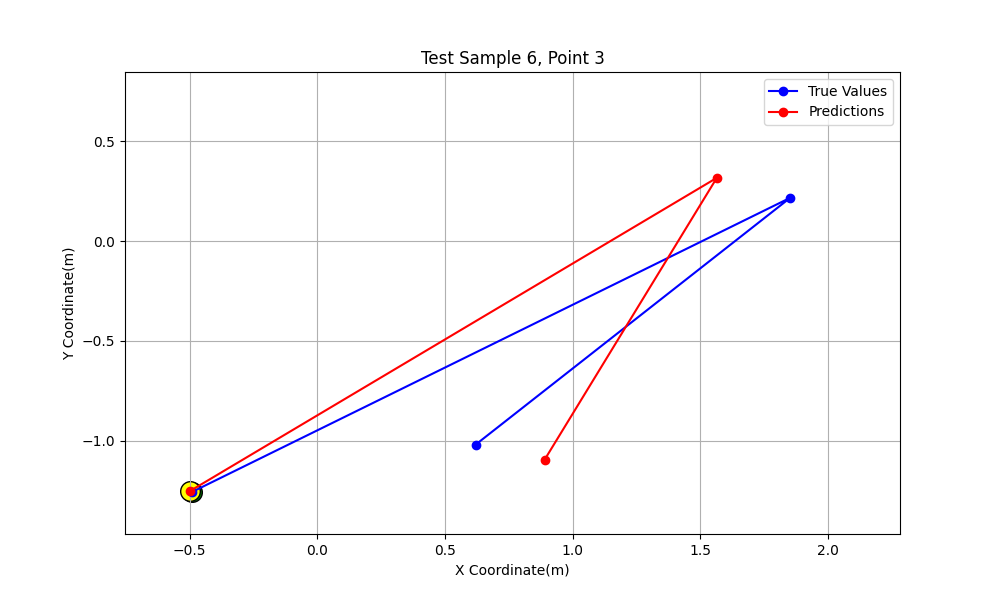 Test Sample 6, Point 3
True Values
Predictions
0.5
0.0
−0.5
−1.0
Y Coordinate(m)
−0.5
0.0
0.5
1.0
1.5
2.0
X Coordinate(m)